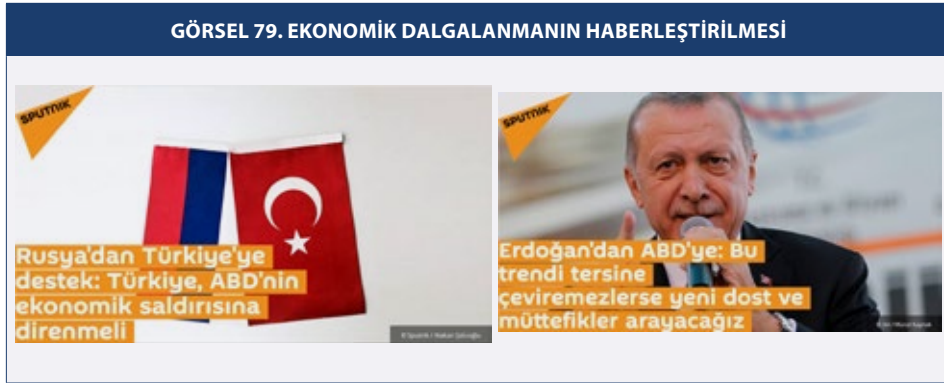 GÖRSEL 79. EKONOMİK DALGALANMANIN HABERLEŞTİRİLMESİ
SPUTNIK
Rusya'dan Türkiye'ye
destek: Türkiye, ABD'nin
ekonomik saldırısına
direnmeli
SPUTNIK
Erdoğan'dan ABD'ye: Bu
trendi tersine
çeviremezlerse yeni dost ve
müttefikler arayacağız